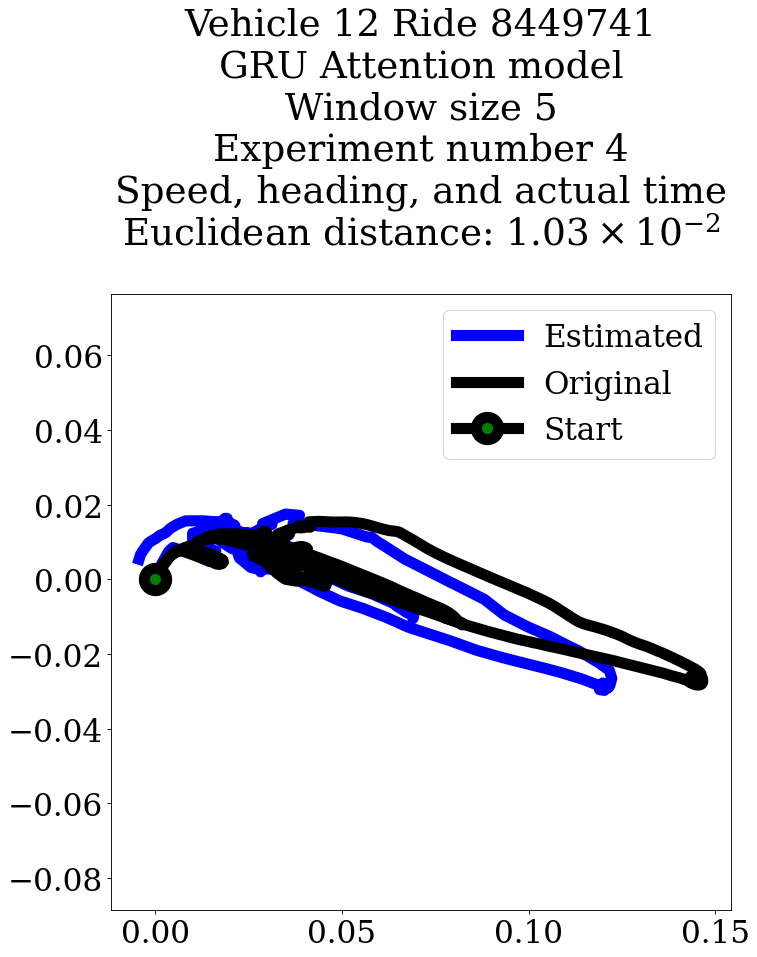 Vehicle 12 Ride 8449741
GRU Attention model
Window size 5
Experiment number 4
Speed, heading, and actual time
Euclidean distance: 1.03 × 10⁻²
Estimated
Original
Start
0.06
0.04
0.02
0.00
−0.02
−0.04
−0.06
−0.08
0.00 0.05 0.10 0.15